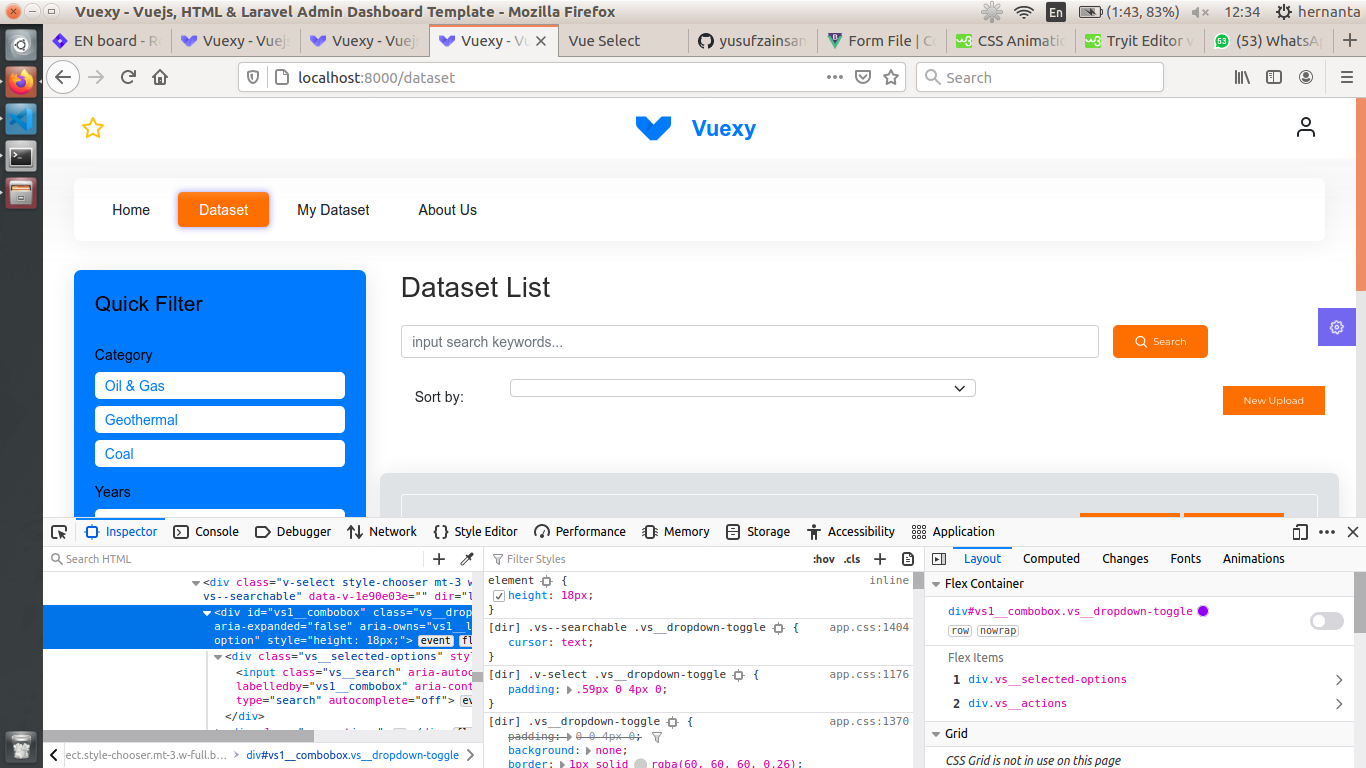 Vuexy - Vuejs, HTML & Laravel Admin Dashboard Template - Mozilla Firefox
En (1:43, 83%) 12:34 hernanta
EN board - Re Vuexy - Vuejs Vuexy - Vuejs Vuexy - Vu Vue Select yusufzainsan Form File | Co CSS Animatio Tryit Editor v (53) WhatsA
localhost:8000/dataset Search
Vuexy
Home Dataset My Dataset About Us
Quick Filter
Dataset List
input search keywords... Search
Category
Oil & Gas
Sort by: New Upload
Geothermal
Coal
Years
Inspector Console Debugger Network Style Editor Performance Memory Storage Accessibility Application
Search HTML
Filter Styles :hov .cls
Layout Computed Changes Fonts Animations
<div class="v-select style-chooser mt-3 w
vs--searchable" data-v-1e90e03e="" dir="l
<div id="vs1__combobox" class="vs__drop
aria-expanded="false" aria-owns="vs1__l
option" style="height: 18px;"> event fl
<div class="vs__selected-options" styl
<input class="vs__search" aria-autoc
labelledby="vs1__combobox" aria-cont
type="search" autocomplete="off"> ev
</div>
ect.style-chooser.mt-3.w-full.b… div#vs1__combobox.vs__dropdown-toggle
element { inline
height: 18px;
}
[dir] .vs--searchable .vs__dropdown-toggle { app.css:1404
cursor: text;
}
[dir] .v-select .vs__dropdown-toggle { app.css:1176
padding: .59px 0 4px 0;
}
[dir] .vs__dropdown-toggle { app.css:1370
padding: 0 0 4px 0;
background: none;
border: 1px solid rgba(60, 60, 60, 0.26);
Flex Container
div#vs1__combobox.vs__dropdown-toggle
row nowrap
Flex Items
1 div.vs__selected-options
2 div.vs__actions
Grid
CSS Grid is not in use on this page